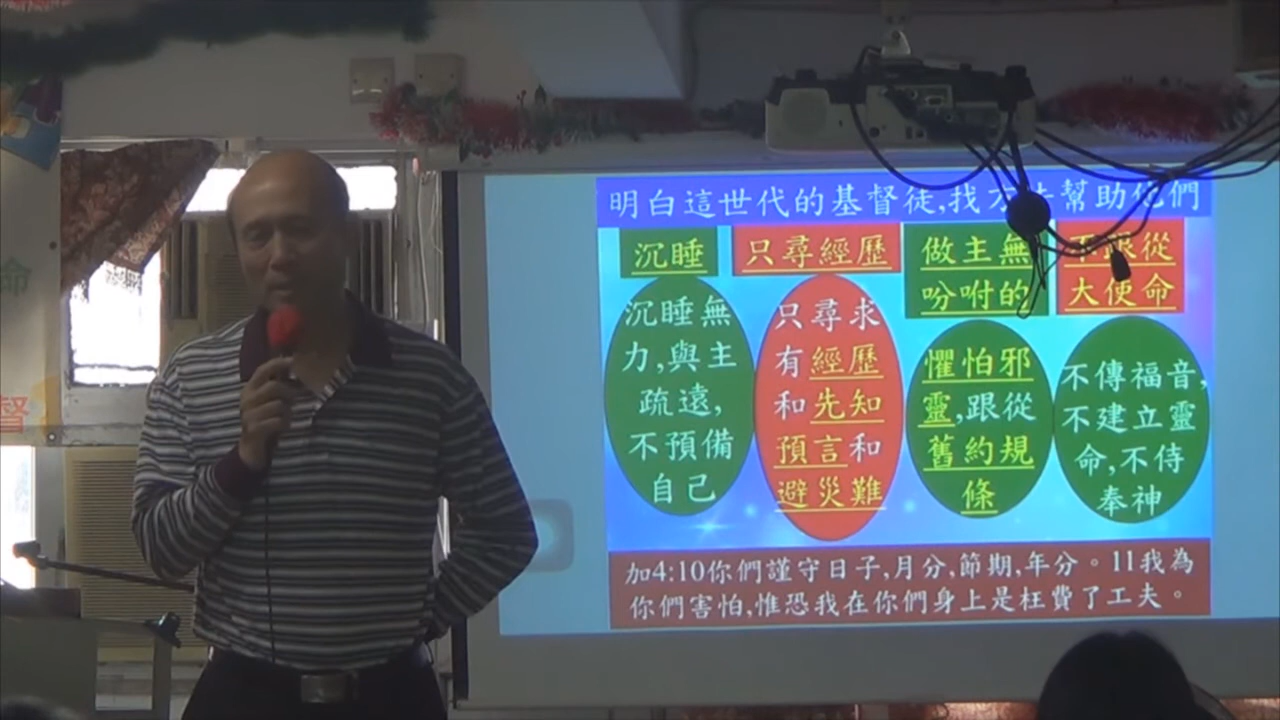 明白這世代的基督徒,找方法幫助他們
沉睡
只尋經歷
做主無
吩咐的
不跟從
大使命
沉睡無
力,與主
疏遠,
不預備
自己
只尋求
有經歷
和先知
預言和
避災難
懼怕邪
靈,跟從
舊約規
條
不傳福音,
不建立靈
命,不侍
奉神
加4:10你們謹守日子,月分,節期,年分。11我為
你們害怕,惟恐我在你們身上是枉費了工夫。
命
督